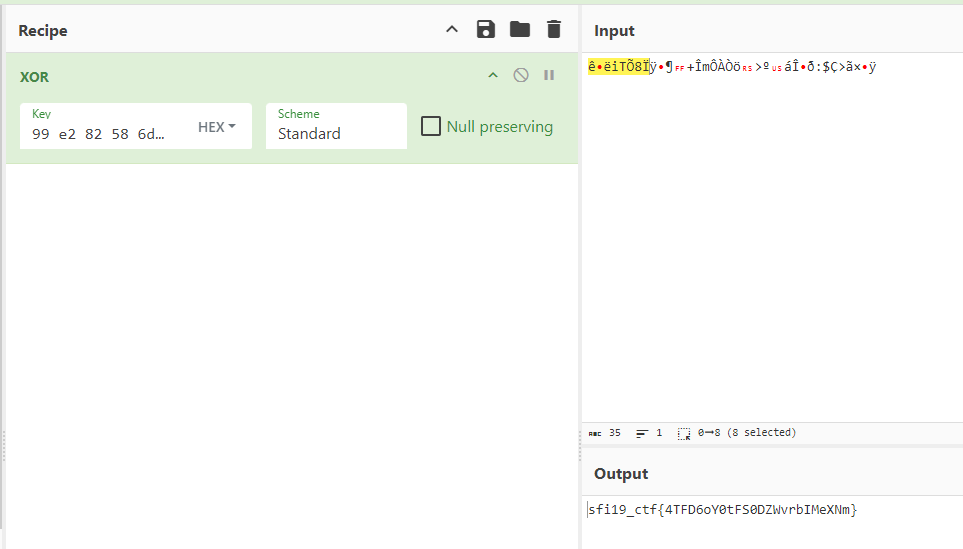 Recipe
XOR
Key
99 e2 82 58 6d...
HEX
Scheme
Standard
Null preserving
Input
ê•ëiTÕ8Ïÿ•¶FF+ÎmÔÀÒöRS>ºUSáÎ•ð:$Ç>ãx•ÿ
ABC 35 1 0→8 (8 selected)
Output
sfi19_ctf{4TFD6oY0tFS0DZWvrbIMeXNm}